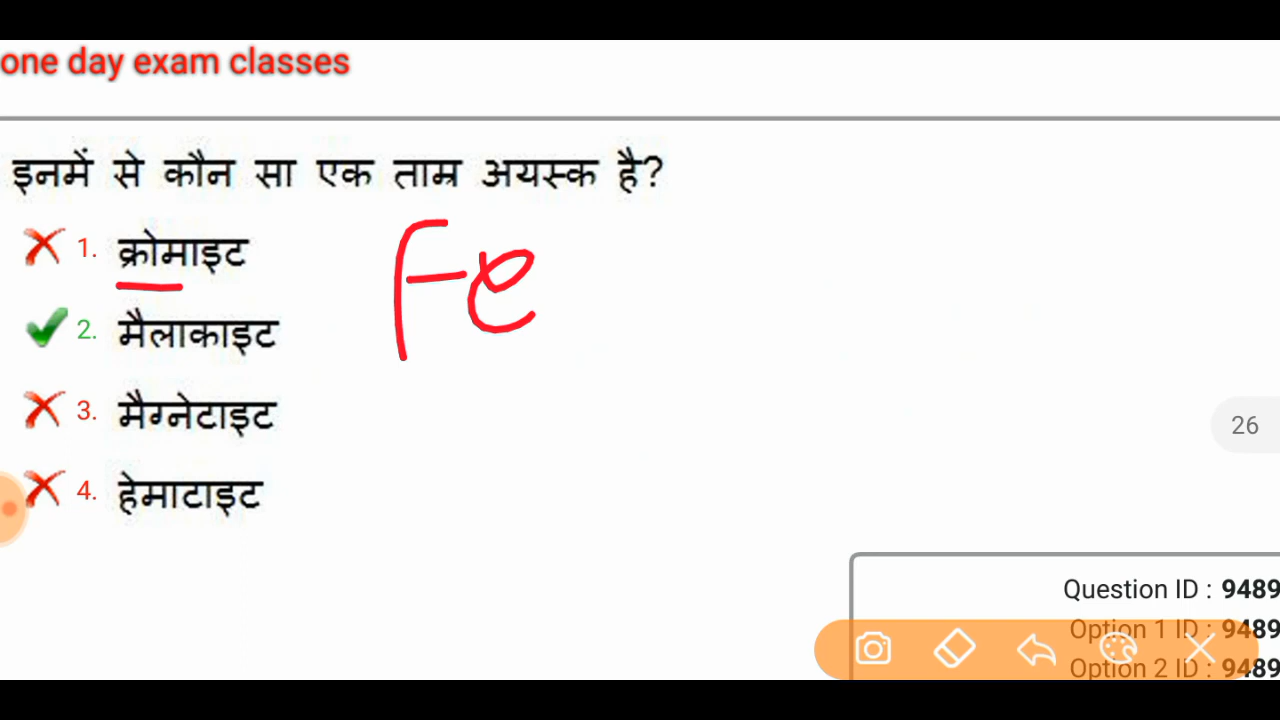 one day exam classes
इनमें से कौन सा एक ताम्र अयस्क है?
1. क्रोमाइट
Fe
2. मैलाकाइट
3. मैग्नेटाइट
26
4. हेमाटाइट
Question ID : 9489
Option 1 ID : 9489
Option 2 ID : 9489